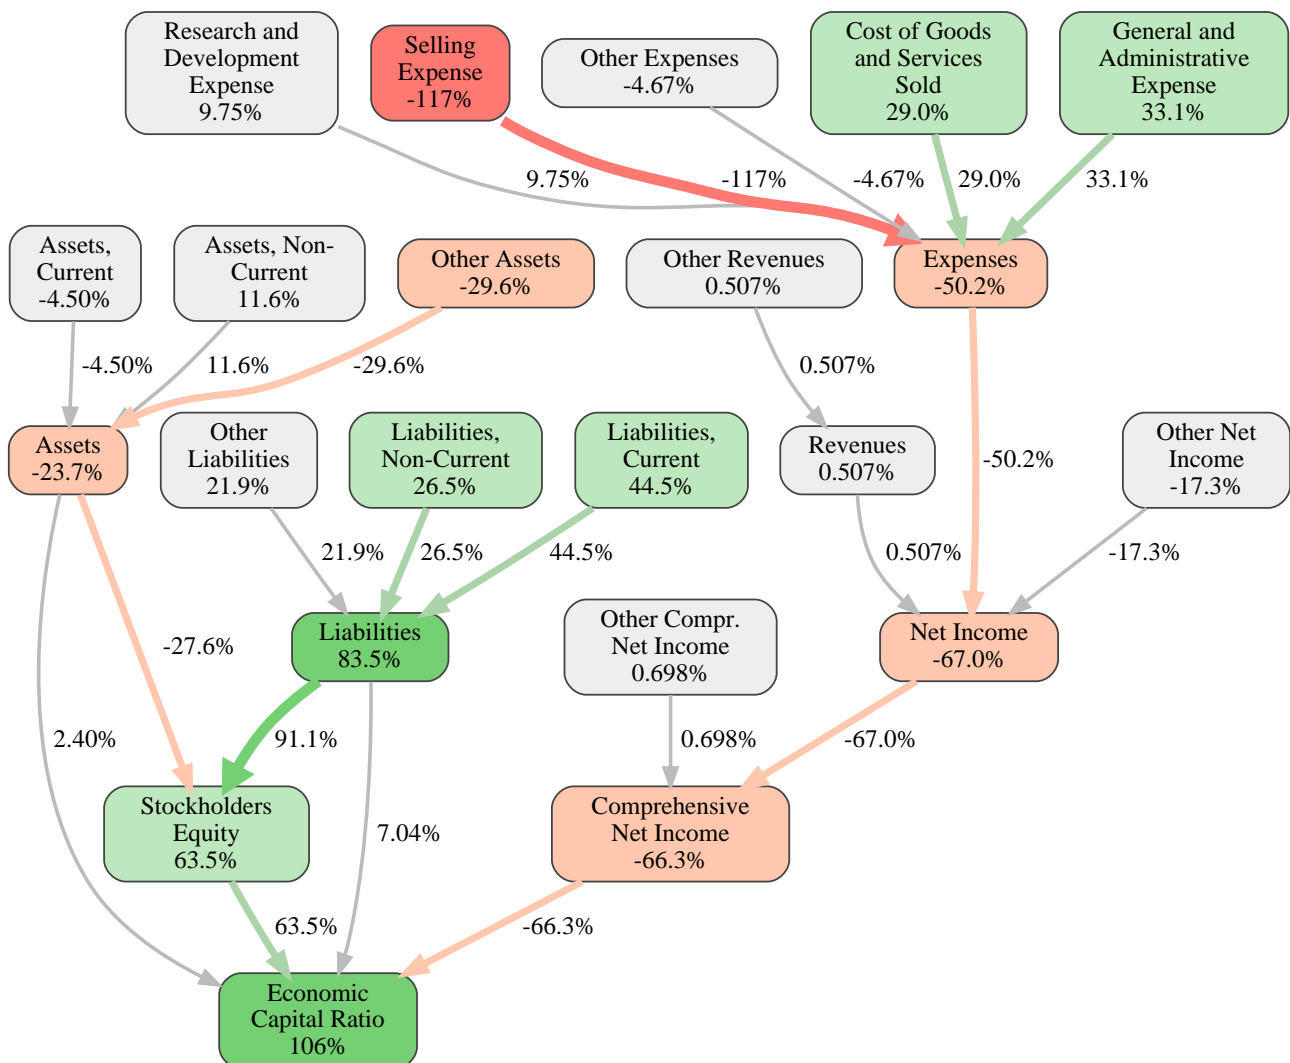 Research and
Development
Expense
9.75%
Selling
Expense
-117%
Other Expenses
-4.67%
Cost of Goods
and Services
Sold
29.0%
General and
Administrative
Expense
33.1%
9.75%
-117%
-4.67%
29.0%
33.1%
Assets,
Current
-4.50%
Assets, Non-
Current
11.6%
Other Assets
-29.6%
Other Revenues
0.507%
Expenses
-50.2%
-4.50%
11.6%
-29.6%
0.507%
Assets
-23.7%
Other
Liabilities
21.9%
Liabilities,
Non-Current
26.5%
Liabilities,
Current
44.5%
Revenues
0.507%
-50.2%
Other Net
Income
-17.3%
21.9%
26.5%
44.5%
0.507%
-17.3%
-27.6%
Liabilities
83.5%
Other Compr.
Net Income
0.698%
Net Income
-67.0%
2.40%
91.1%
0.698%
-67.0%
Stockholders
Equity
63.5%
7.04%
Comprehensive
Net Income
-66.3%
63.5%
-66.3%
Economic
Capital Ratio
106%